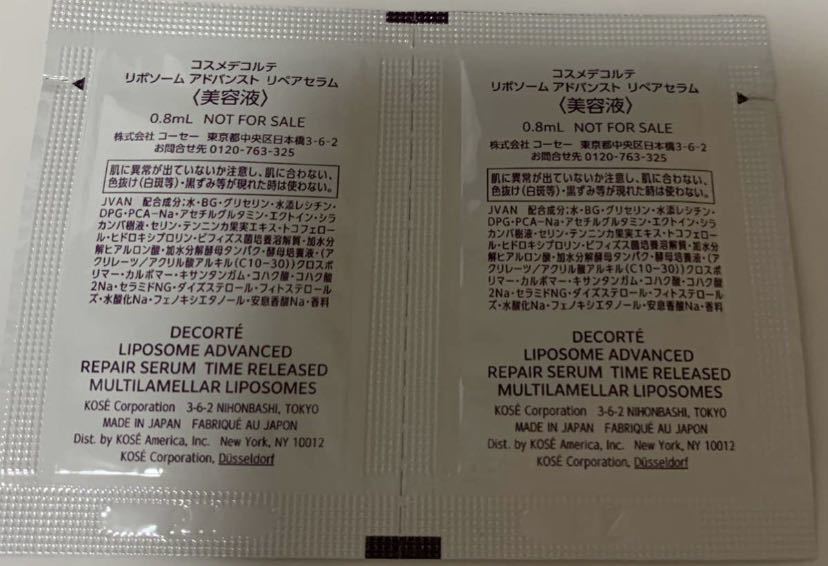 コスメデコルテ
リポソーム アドバンスト リペアセラム
〈美容液〉
0.8mL NOT FOR SALE
株式会社 コーセー 東京都中央区日本橋3-6-2
お問合せ先 0120-763-325
肌に異常が出ていないか注意し、肌に合わない、
色抜け(白斑等)・黒ずみ等が現れた時は使わない。
JVAN 配合成分;水・BG・グリセリン・水添レシチン・
DPG・PCA-Na・アセチルグルタミン・エクトイン・シラ
カンバ樹液・セリン・テンニンカ果実エキス・トコフェロー
ル・ヒドロキシプロリン・ビフィズス菌培養溶解質・加水分
解ヒアルロン酸・加水分解酵母タンパク・酵母培養液・(ア
クリレーツ/アクリル酸アルキル(C10-30))クロスポ
リマー・カルボマー・キサンタンガム・コハク酸・コハク酸
2Na・セラミドNG・ダイズステロール・フィトステロール
ズ・水酸化Na・フェノキシエタノール・安息香酸Na・香料
DECORTÉ
LIPOSOME ADVANCED
REPAIR SERUM TIME RELEASED
MULTILAMELLAR LIPOSOMES
KOSÉ Corporation 3-6-2 NIHONBASHI, TOKYO
MADE IN JAPAN FABRIQUÉ AU JAPON
Dist. by KOSÉ America, Inc. New York, NY 10012
KOSÉ Corporation, Düsseldorf
コスメデコルテ
リポソーム アドバンスト リペアセラム
〈美容液〉
0.8mL NOT FOR SALE
株式会社 コーセー 東京都中央区日本橋3-6-2
お問合せ先 0120-763-325
肌に異常が出ていないか注意し、肌に合わない、
色抜け(白斑等)・黒ずみ等が現れた時は使わない。
JVAN 配合成分;水・BG・グリセリン・水添レシチン・
DPG・PCA-Na・アセチルグルタミン・エクトイン・シラ
カンバ樹液・セリン・テンニンカ果実エキス・トコフェロー
ル・ヒドロキシプロリン・ビフィズス菌培養溶解質・加水分
解ヒアルロン酸・加水分解酵母タンパク・酵母培養液・(ア
クリレーツ/アクリル酸アルキル(C10-30))クロスポ
リマー・カルボマー・キサンタンガム・コハク酸・コハク酸
2Na・セラミドNG・ダイズステロール・フィトステロール
ズ・水酸化Na・フェノキシエタノール・安息香酸Na・香料
DECORTÉ
LIPOSOME ADVANCED
REPAIR SERUM TIME RELEASED
MULTILAMELLAR LIPOSOMES
KOSÉ Corporation 3-6-2 NIHONBASHI, TOKYO
MADE IN JAPAN FABRIQUÉ AU JAPON
Dist. by KOSÉ America, Inc. New York, NY 10012
KOSÉ Corporation, Düsseldorf